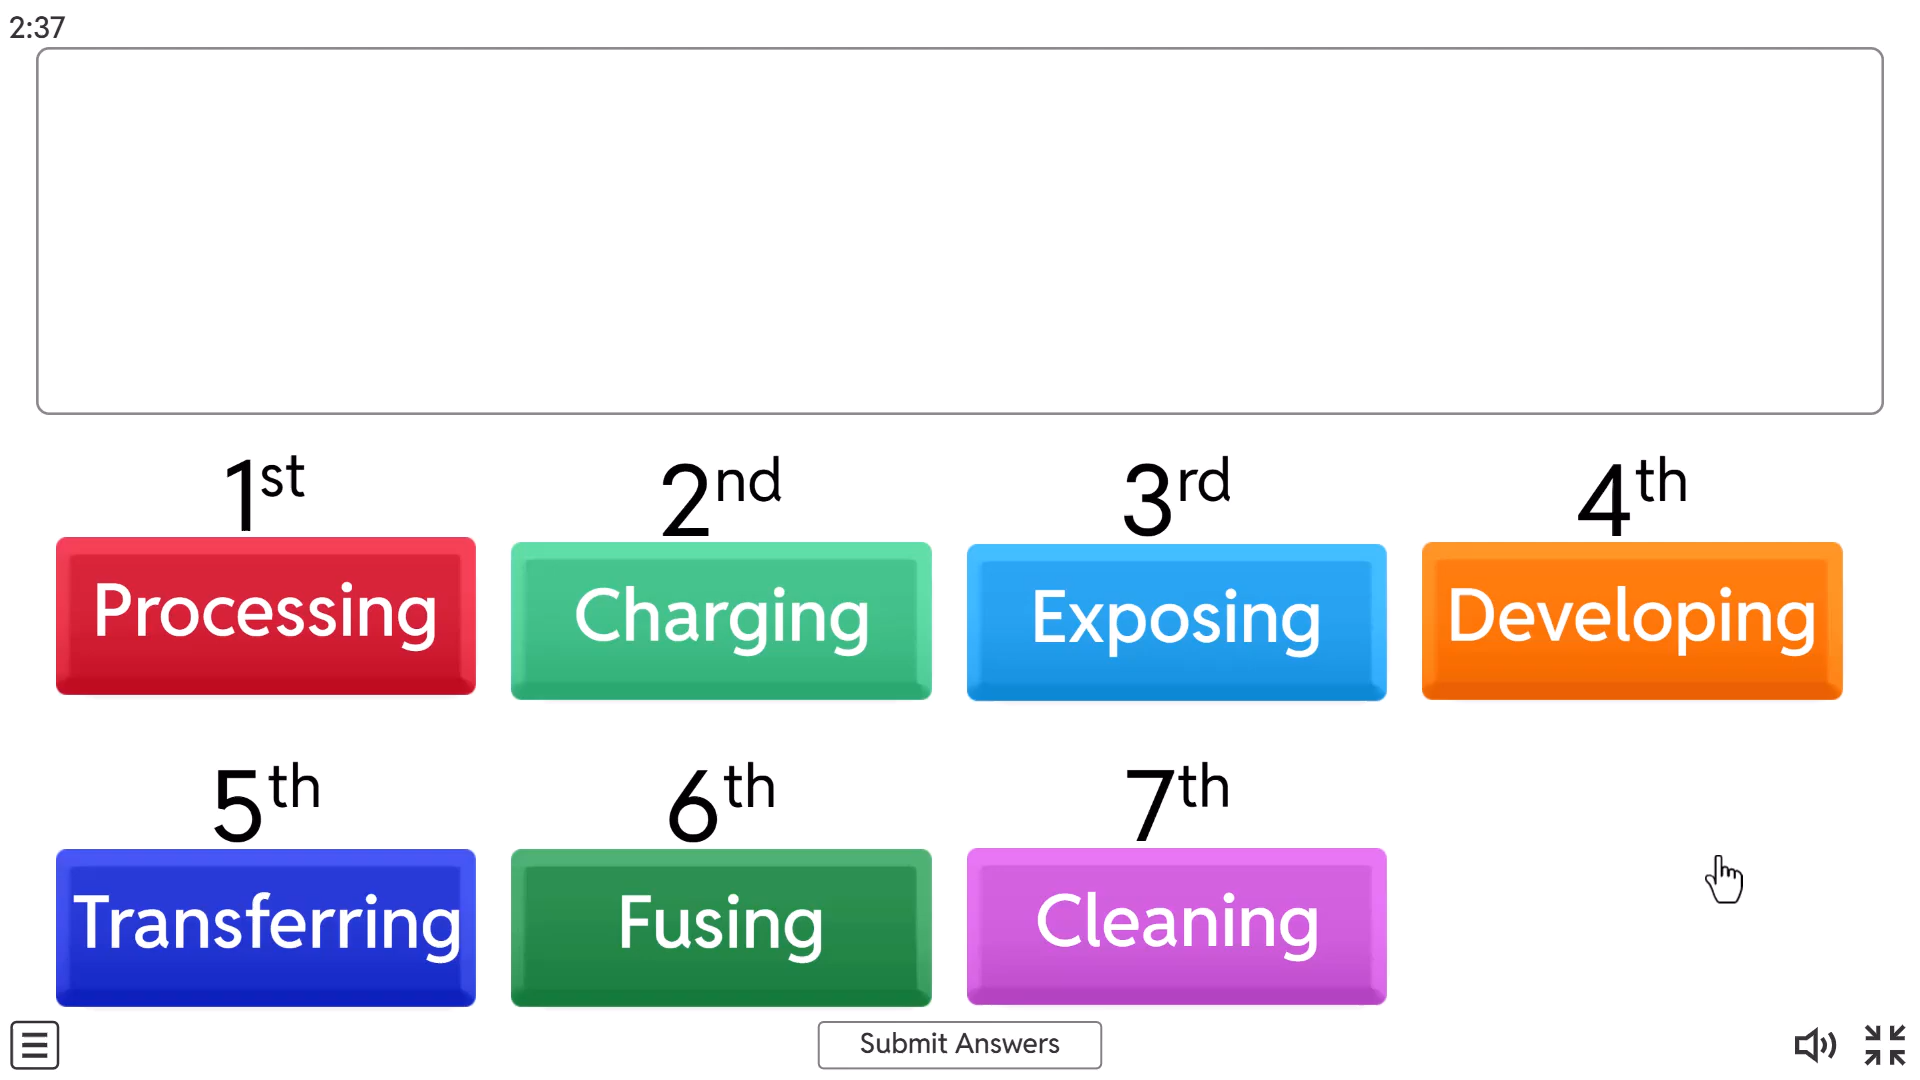 2:37
1st 2nd 3rd 4th
Processing Charging Exposing Developing
5th 6th 7th
Transferring Fusing Cleaning
Submit Answers